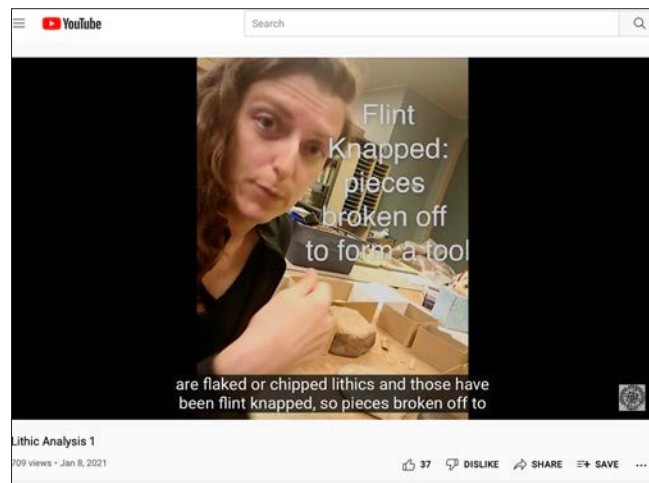 YouTube
Search
Flint
Knapped:
pieces
broken off
to form a tool
are flaked or chipped lithics and those have
been flint knapped, so pieces broken off to
Lithic Analysis 1
709 views • Jan 8, 2021
37 DISLIKE SHARE SAVE ...